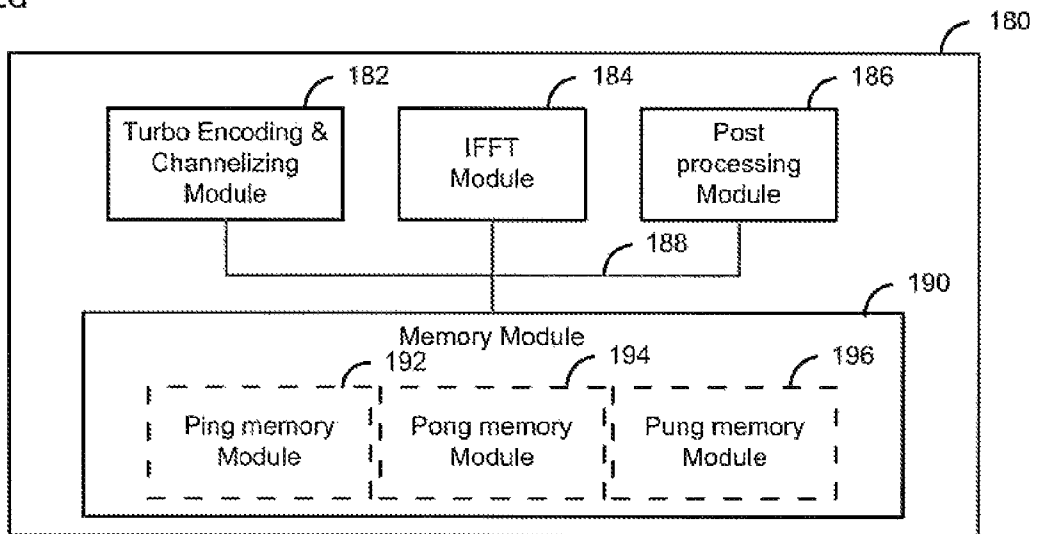 180
182
184
186
Turbo Encoding &
Channelizing
Module
IFFT
Module
Post
processing
Module
188
190
Memory Module
192
194
196
Ping memory
Module
Pong memory
Module
Pung memory
Module